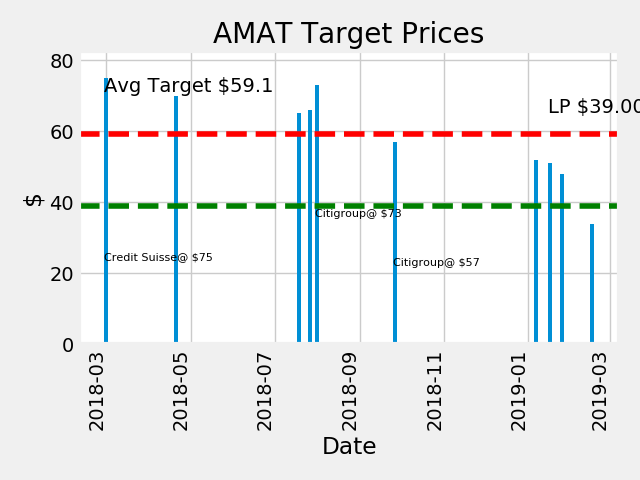 AMAT Target Prices
80
Avg Target $59.1
LP $39.00
60
$
40
Citigroup@ $73
Credit Suisse@ $75
Citigroup@ $57
20
0
2018-03
2018-05
2018-07
2018-09
2018-11
2019-01
2019-03
Date